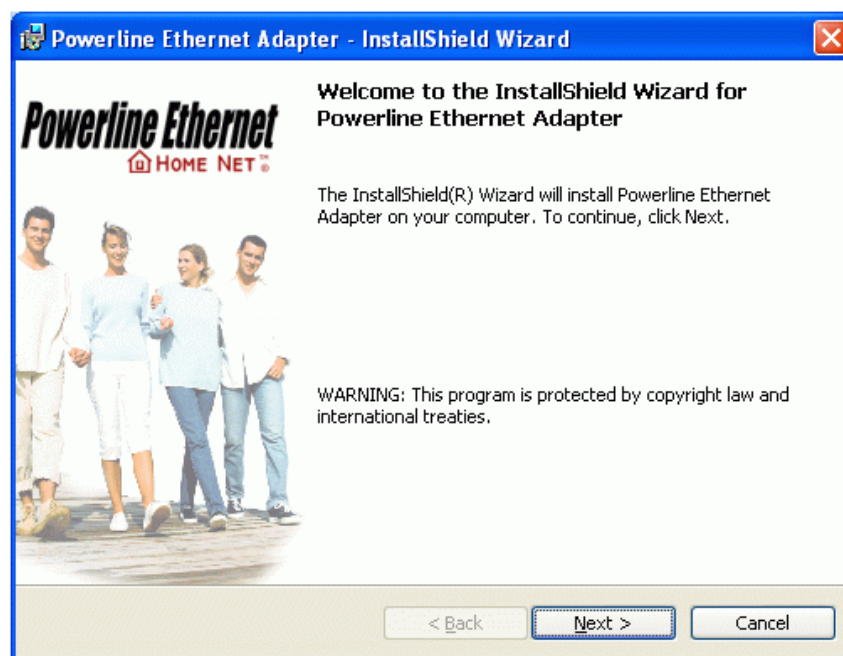 Powerline Ethernet Adapter - InstallShield Wizard
Powerline Ethernet
HOME NET™®
Welcome to the InstallShield Wizard for
Powerline Ethernet Adapter
The InstallShield(R) Wizard will install Powerline Ethernet
Adapter on your computer. To continue, click Next.
WARNING: This program is protected by copyright law and
international treaties.
< Back
Next >
Cancel